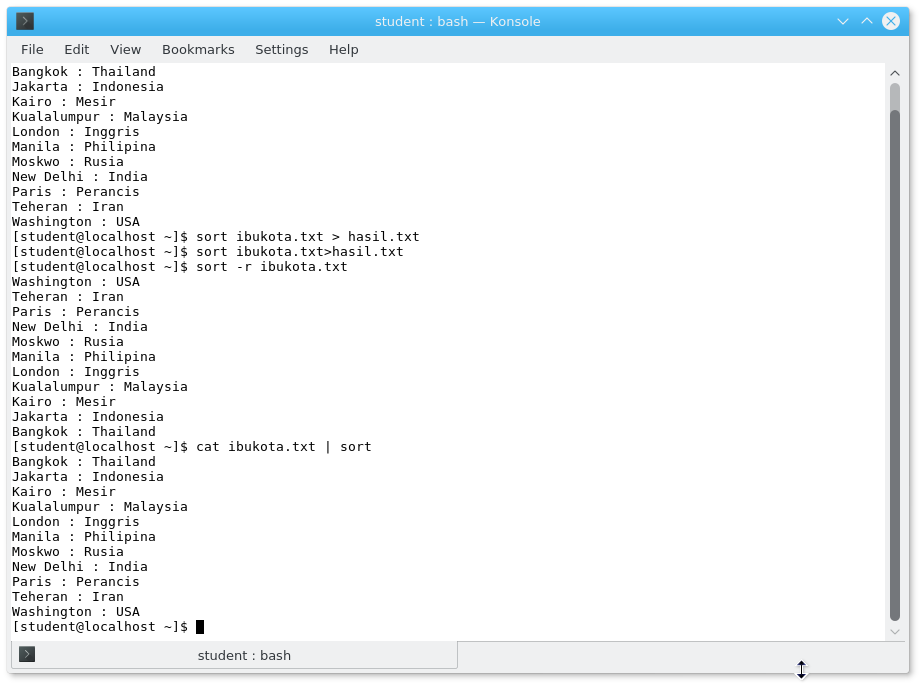 student : bash — Konsole
File Edit View Bookmarks Settings Help
Bangkok : Thailand
Jakarta : Indonesia
Kairo : Mesir
Kualalumpur : Malaysia
London : Inggris
Manila : Philipina
Moskwo : Rusia
New Delhi : India
Paris : Perancis
Teheran : Iran
Washington : USA
[student@localhost ~]$ sort ibukota.txt > hasil.txt
[student@localhost ~]$ sort ibukota.txt>hasil.txt
[student@localhost ~]$ sort -r ibukota.txt
Washington : USA
Teheran : Iran
Paris : Perancis
New Delhi : India
Moskwo : Rusia
Manila : Philipina
London : Inggris
Kualalumpur : Malaysia
Kairo : Mesir
Jakarta : Indonesia
Bangkok : Thailand
[student@localhost ~]$ cat ibukota.txt | sort
Bangkok : Thailand
Jakarta : Indonesia
Kairo : Mesir
Kualalumpur : Malaysia
London : Inggris
Manila : Philipina
Moskwo : Rusia
New Delhi : India
Paris : Perancis
Teheran : Iran
Washington : USA
[student@localhost ~]$
student : bash